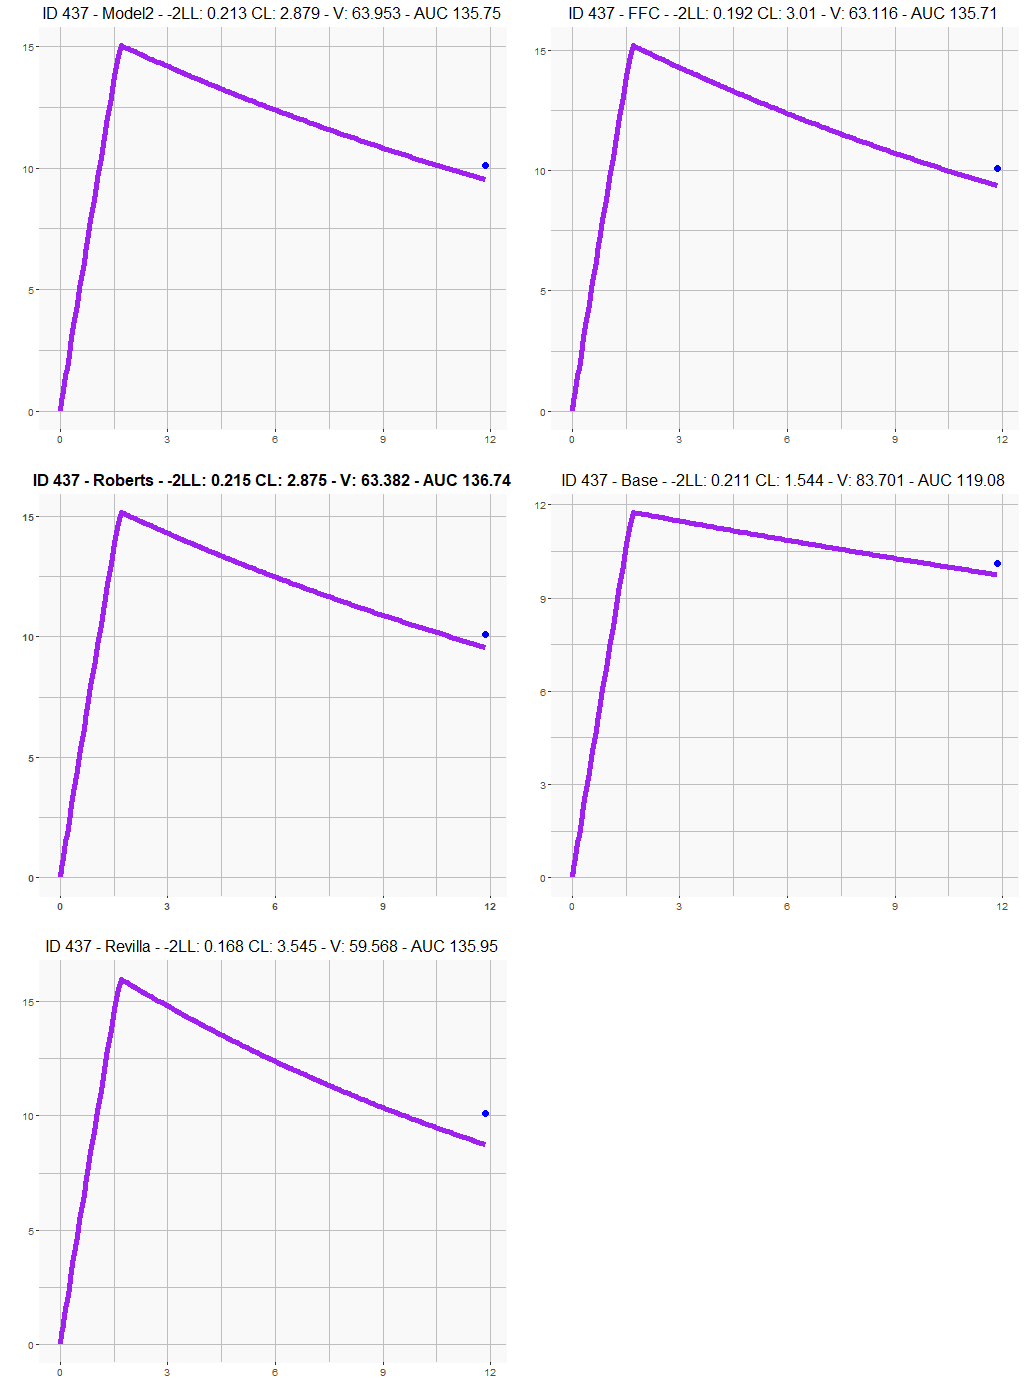 ID 437 - Model2 - -2LL: 0.213 CL: 2.879 - V: 63.953 - AUC 135.75
15
10
5
0
0 3 6 9 12
ID 437 - FFC - -2LL: 0.192 CL: 3.01 - V: 63.116 - AUC 135.71
15
10
5
0
0 3 6 9 12
ID 437 - Roberts - -2LL: 0.215 CL: 2.875 - V: 63.382 - AUC 136.74
15
10
5
0
0 3 6 9 12
ID 437 - Base - -2LL: 0.211 CL: 1.544 - V: 83.701 - AUC 119.08
12
9
6
3
0
0 3 6 9 12
ID 437 - Revilla - -2LL: 0.168 CL: 3.545 - V: 59.568 - AUC 135.95
15
10
5
0
0 3 6 9 12